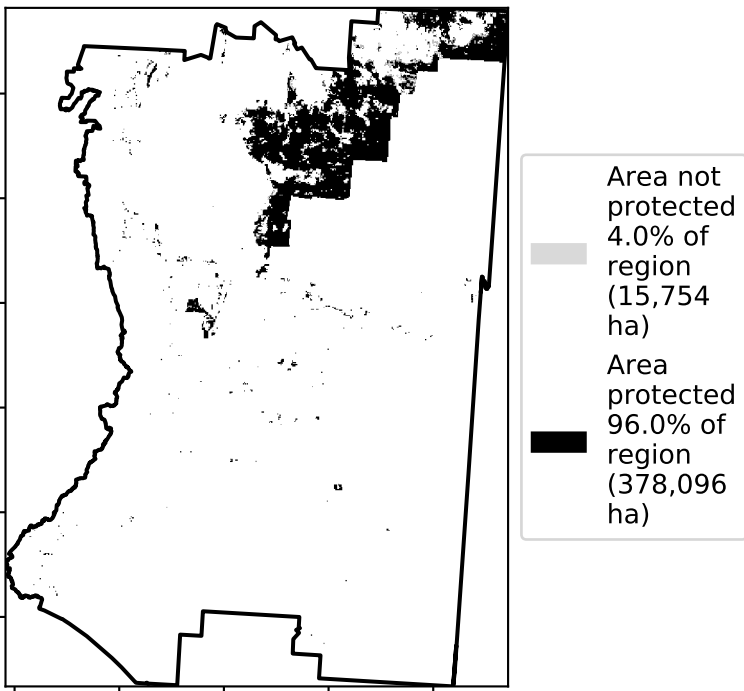 Area not
protected
4.0% of
region
(15,754
ha)
Area
protected
96.0% of
region
(378,096
ha)